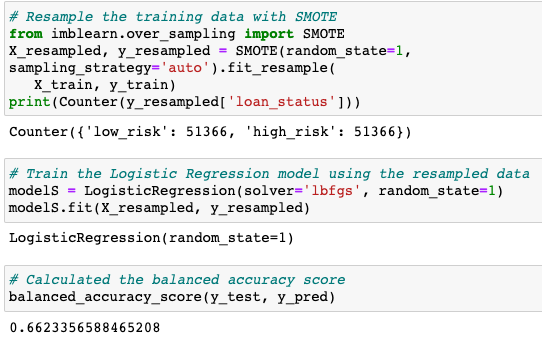 # Resample the training data with SMOTE
from imblearn.over_sampling import SMOTE
X_resampled, y_resampled = SMOTE(random_state=1,
sampling_strategy='auto').fit_resample(
   X_train, y_train)
print(Counter(y_resampled['loan_status']))
Counter({'low_risk': 51366, 'high_risk': 51366})
# Train the Logistic Regression model using the resampled data
modelS = LogisticRegression(solver='lbfgs', random_state=1)
modelS.fit(X_resampled, y_resampled)
LogisticRegression(random_state=1)
# Calculated the balanced accuracy score
balanced_accuracy_score(y_test, y_pred)
0.6623356588465208